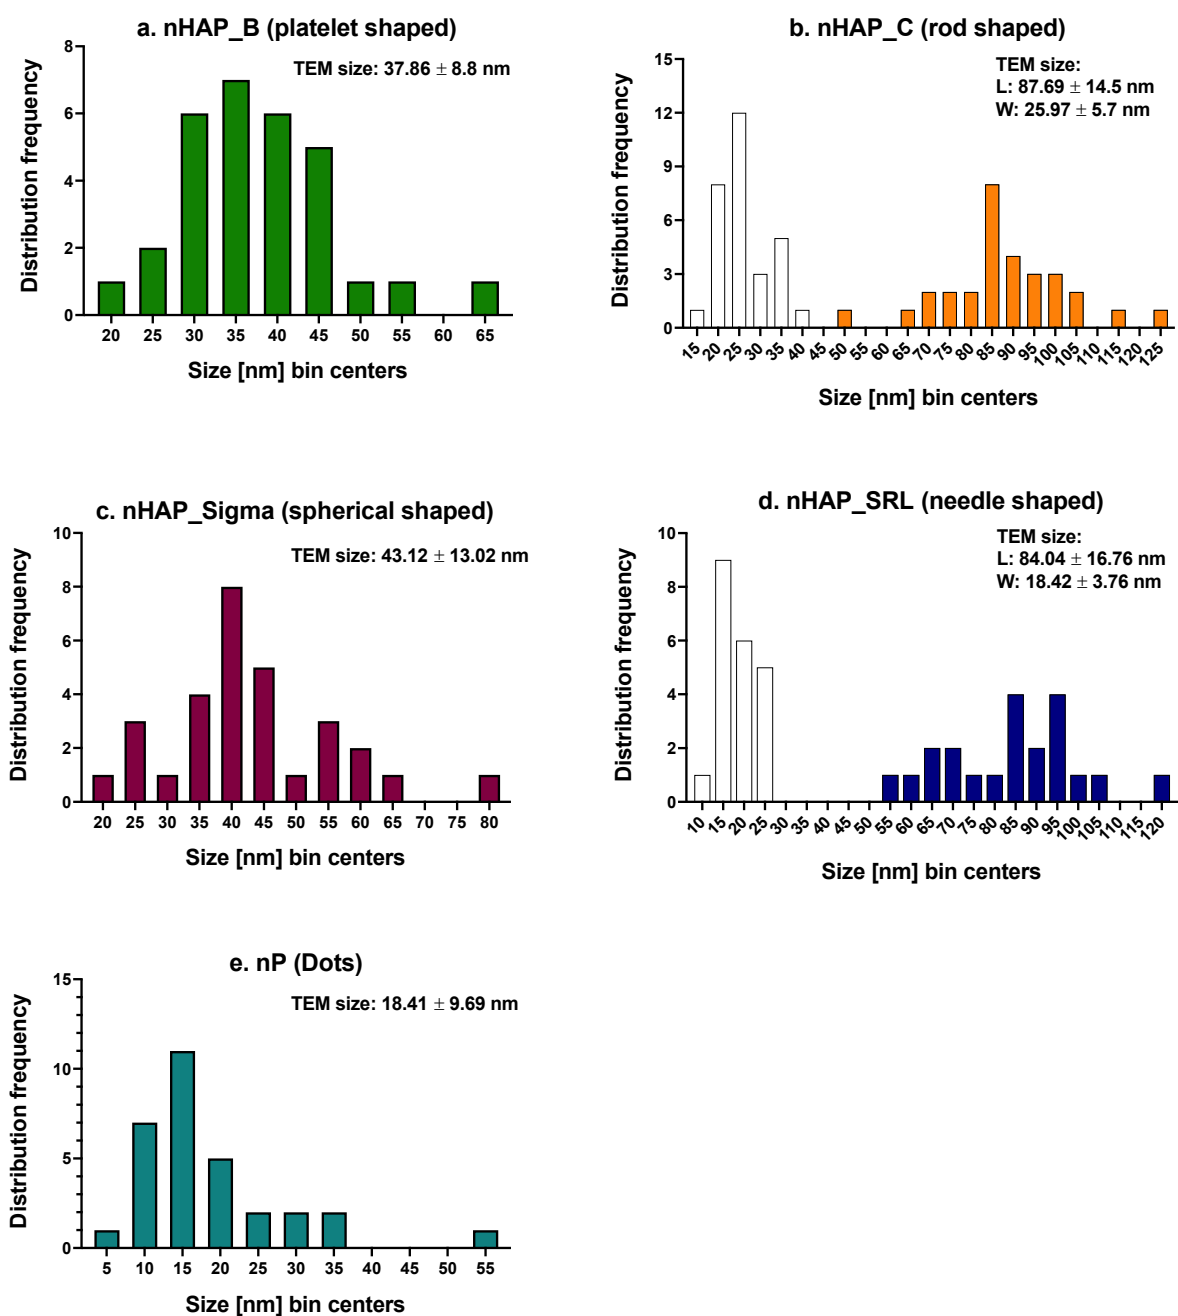 a. nHAP_B (platelet shaped)
TEM size: 37.86 ± 8.8 nm
Distribution frequency
8
6
4
2
0
20 25 30 35 40 45 50 55 60 65
Size [nm] bin centers
b. nHAP_C (rod shaped)
TEM size:
L: 87.69 ± 14.5 nm
W: 25.97 ± 5.7 nm
Distribution frequency
15
12
9
6
3
0
15 20 25 30 35 40 45 50 55 60 65 70 75 80 85 90 95 100 105 110 115 120 125
Size [nm] bin centers
c. nHAP_Sigma (spherical shaped)
TEM size: 43.12 ± 13.02 nm
Distribution frequency
10
8
6
4
2
0
20 25 30 35 40 45 50 55 60 65 70 75 80
Size [nm] bin centers
d. nHAP_SRL (needle shaped)
TEM size:
L: 84.04 ± 16.76 nm
W: 18.42 ± 3.76 nm
Distribution frequency
10
8
6
4
2
0
10 15 20 25 30 35 40 45 50 55 60 65 70 75 80 85 90 95 100 105 110 115 120
Size [nm] bin centers
e. nP (Dots)
TEM size: 18.41 ± 9.69 nm
Distribution frequency
15
10
5
0
5 10 15 20 25 30 35 40 45 50 55
Size [nm] bin centers